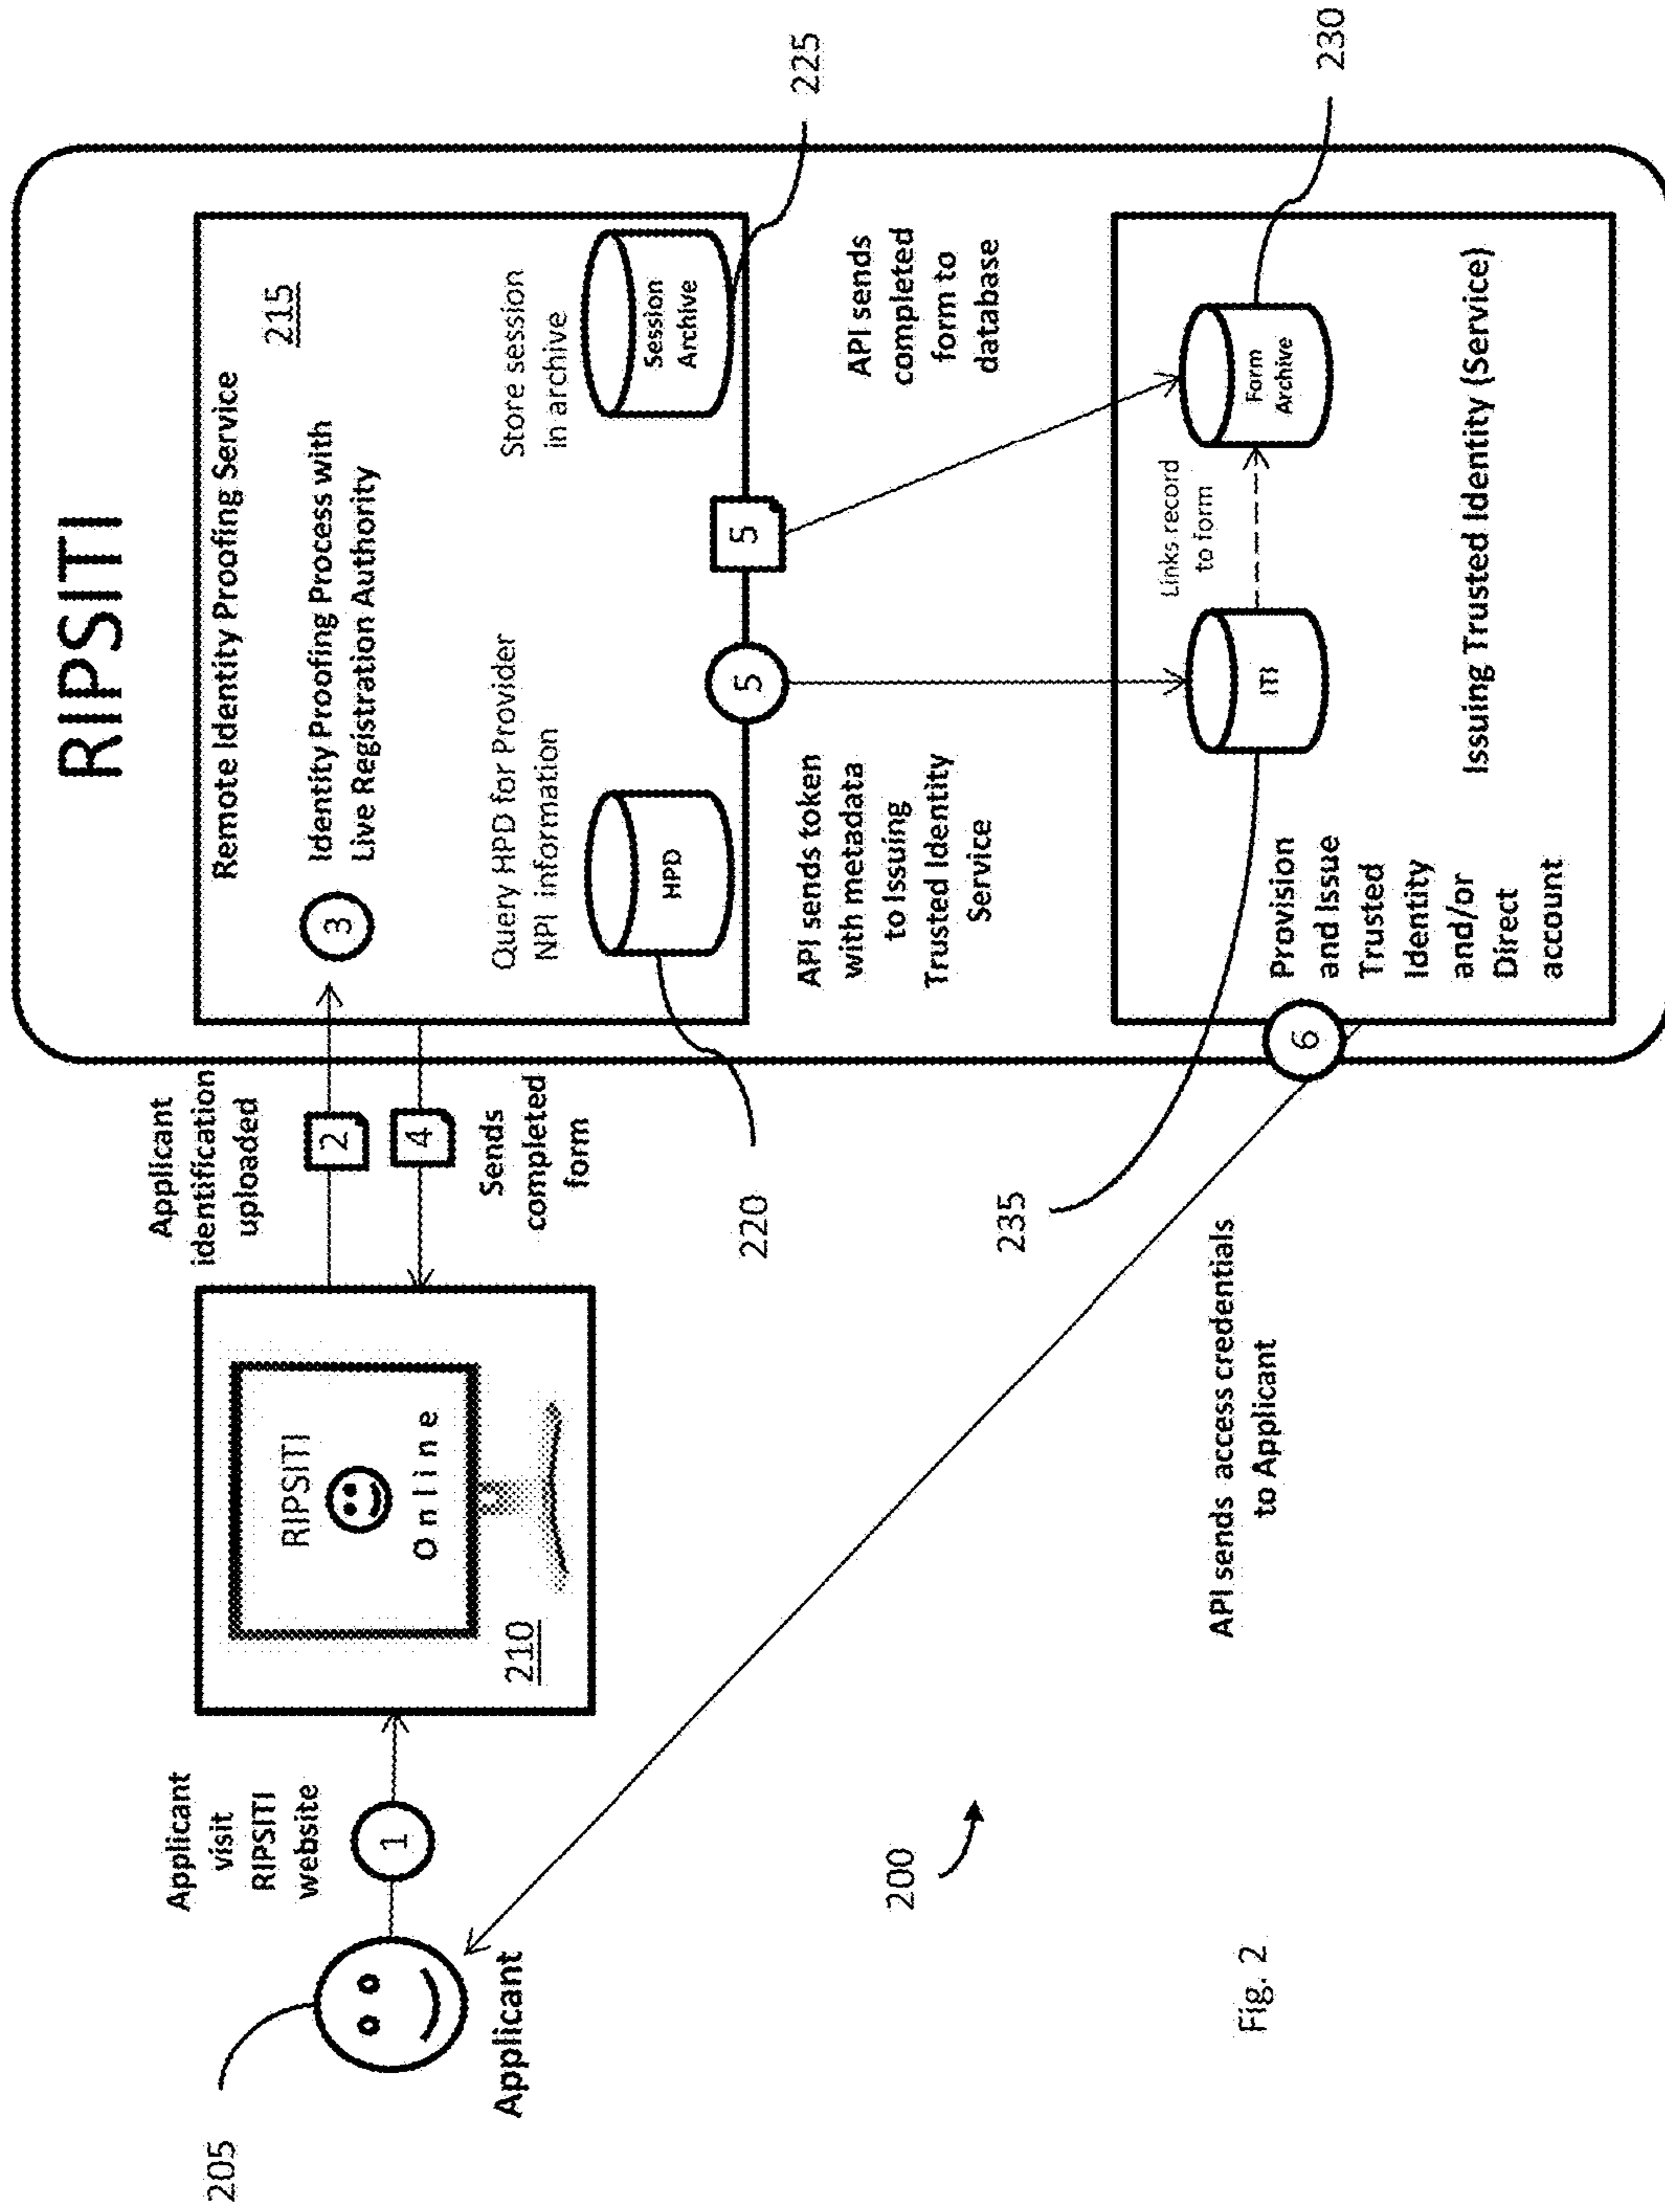 RIPSITI
Remote Identity Proofing Service
215
3
Identity Proofing Process with
Live Registration Authority
Query HPD for Provider
NPI information
HPD
Store session
in archive
Session
Archive
225
Applicant
identification
uploaded
2
4
Sends
completed
form
220
RIPSITI
Online
210
Applicant
visit
RIPSITI
website
1
205
Applicant
5
5
API sends token
with metadata
to Issuing
Trusted Identity
Service
API sends
completed
form to
database
235
ITI
Links record
to form
Form
Archive
230
6
Provision
and Issue
Trusted
Identity
and/or
Direct
account
Issuing Trusted Identity (Service)
API sends access credentials
to Applicant
200
Fig. 2